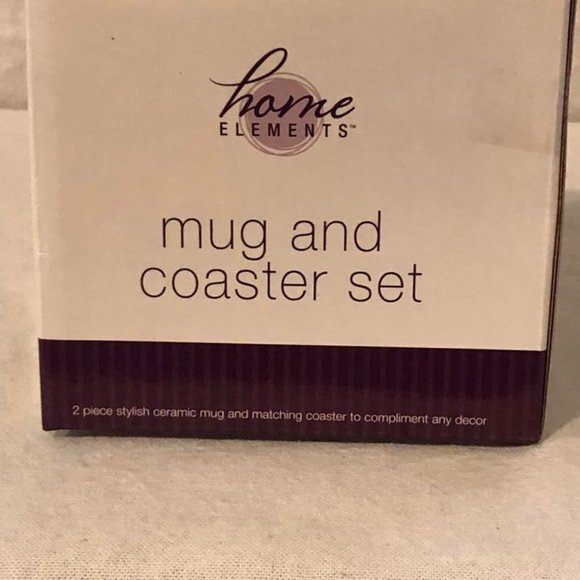 home
ELEMENTS™
mug and
coaster set
2 piece stylish ceramic mug and matching coaster to compliment any decor